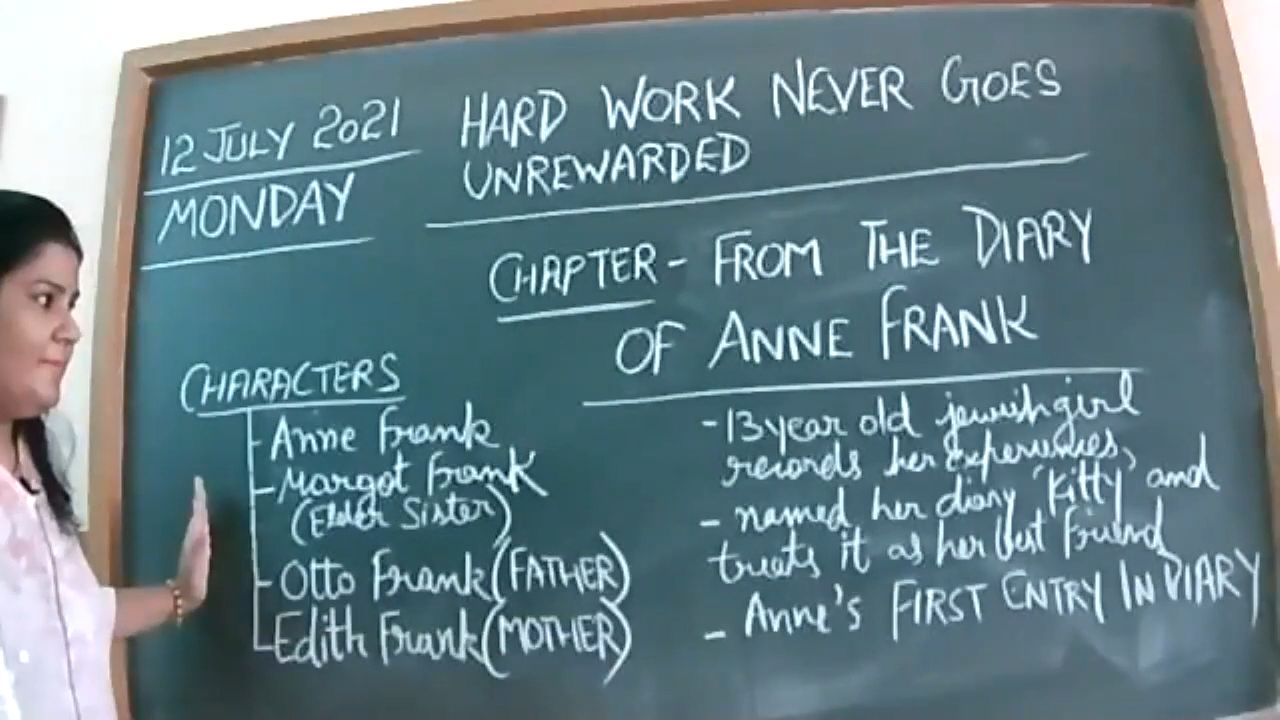 12 JULY 2021
MONDAY
HARD WORK NEVER GOES
UNREWARDED
CHAPTER - FROM THE DIARY
OF ANNE FRANK
CHARACTERS
- Anne Frank
- Margot Frank
(Elder Sister)
- Otto Frank (FATHER)
- Edith Frank (MOTHER)
- 13 year old jewish girl
records her experiences,
- named her diary 'Kitty' and
treats it as her best friend
- Anne's FIRST ENTRY IN DIARY